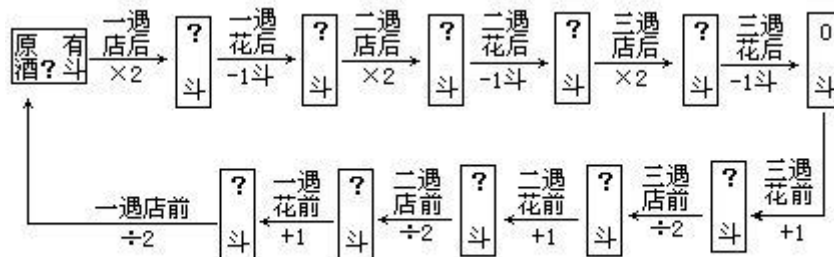 原 有
酒?斗
一遇
店后
×2
?
斗
一遇
花后
-1斗
?
斗
二遇
店后
×2
?
斗
二遇
花后
-1斗
?
斗
三遇
店后
×2
?
斗
三遇
花后
-1斗
0
斗
一遇店前
÷2
?
斗
一遇
花前
+1
?
斗
二遇
店前
÷2
?
斗
二遇
花前
+1
?
斗
三遇
店前
÷2
?
斗
三遇
花前
+1